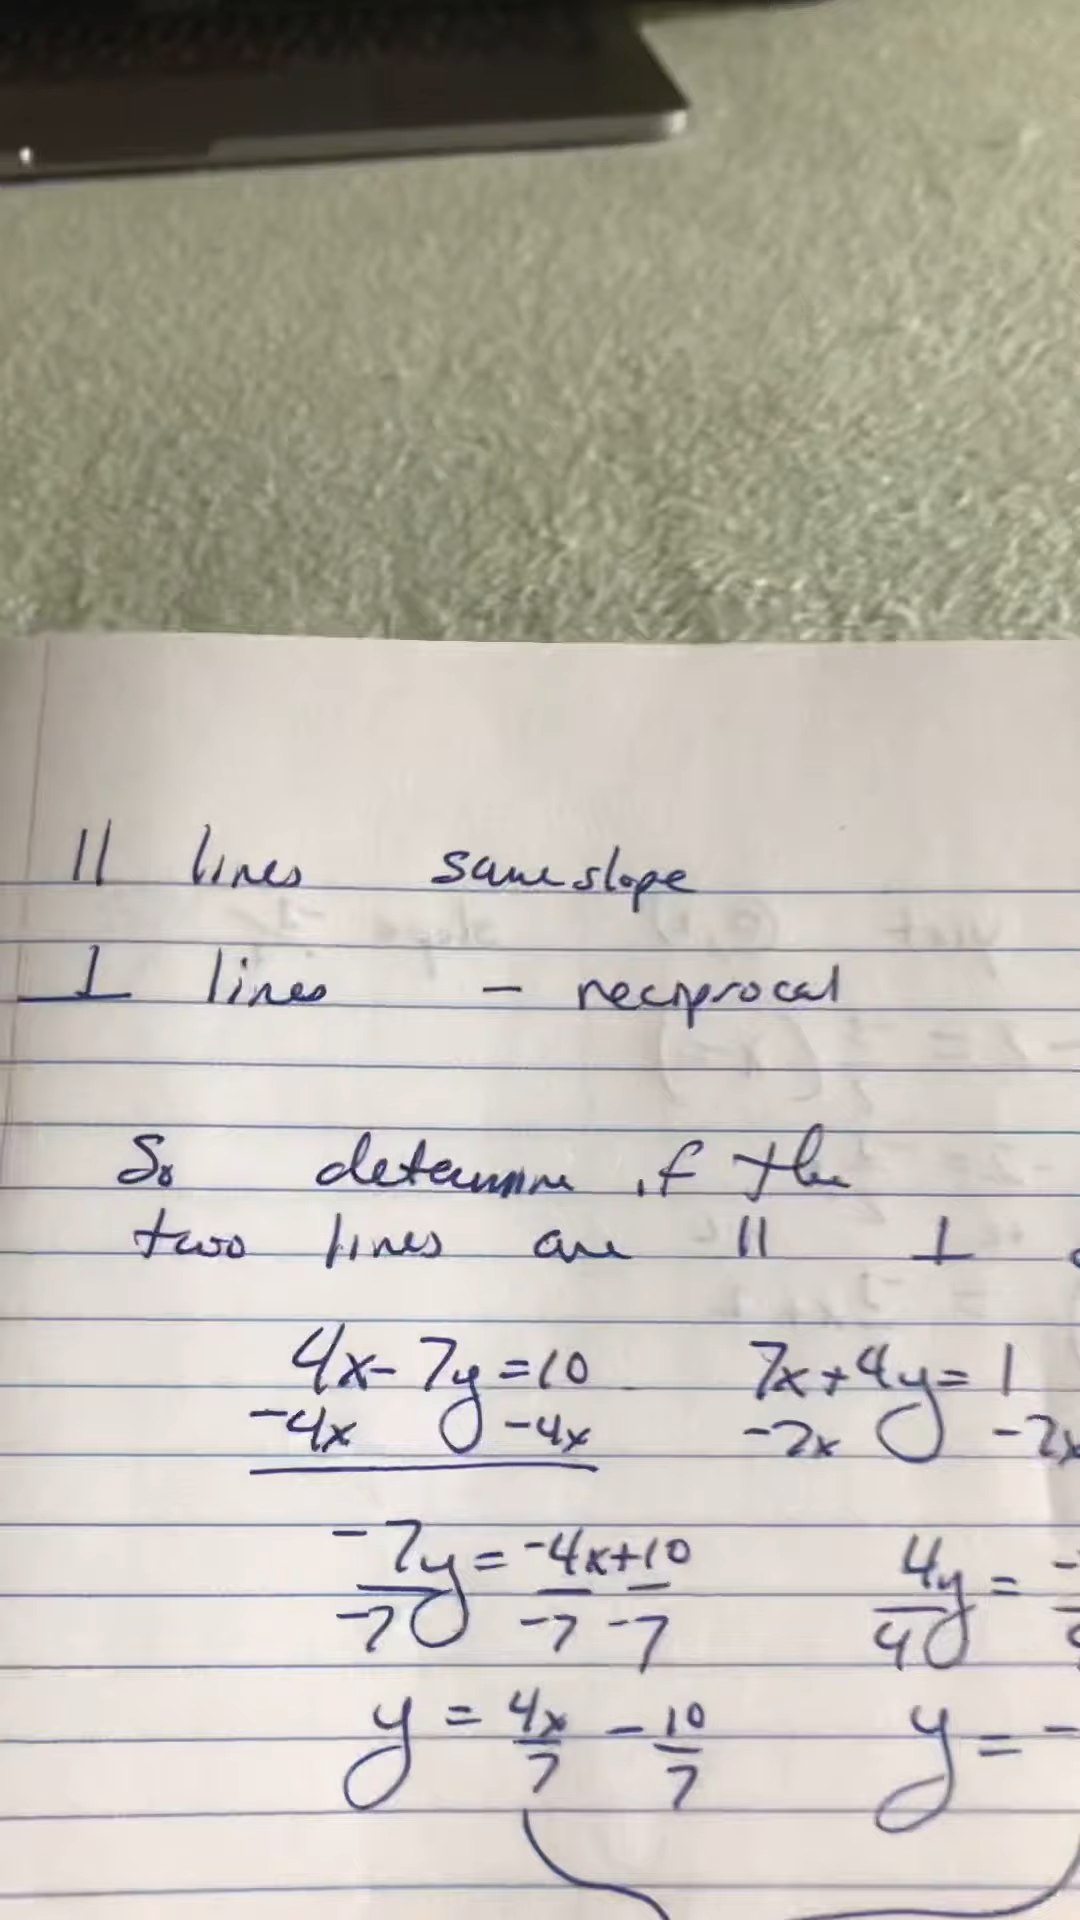 || lines same slope
⊥ lines - reciprocal
So determine if the
two lines are || ⊥
4x - 7y = 10 7x + 4y = 1
-4x -4x -7x -7x
-7y = -4x + 10 4y = -
-7 -7 -7 4
y = 4x/7 - 10/7 y = -